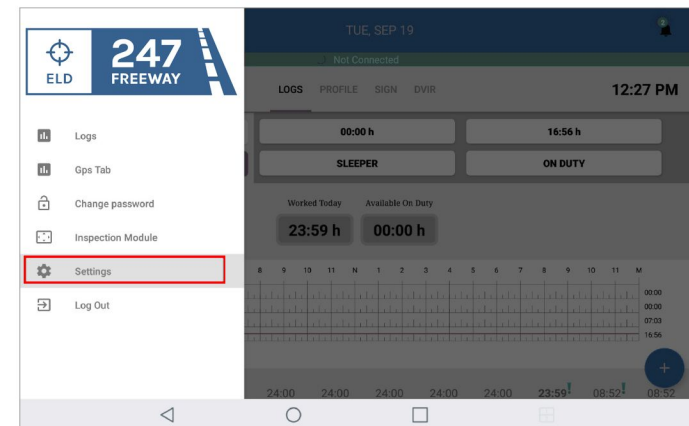 ELD
247
FREEWAY
Logs
Gps Tab
Change password
Inspection Module
Settings
Log Out
TUE, SEP 19
2
Not Connected
LOGS PROFILE SIGN DVIR 12:27 PM
00:00 h 16:56 h
SLEEPER ON DUTY
Worked Today Available On Duty
23:59 h 00:00 h
8 9 10 11 N 1 2 3 4 5 6 7 8 9 10 11 M
00:00
00:00
07:03
16:56
+
24:00 24:00 24:00 24:00 24:00 23:59! 08:52! 08:52